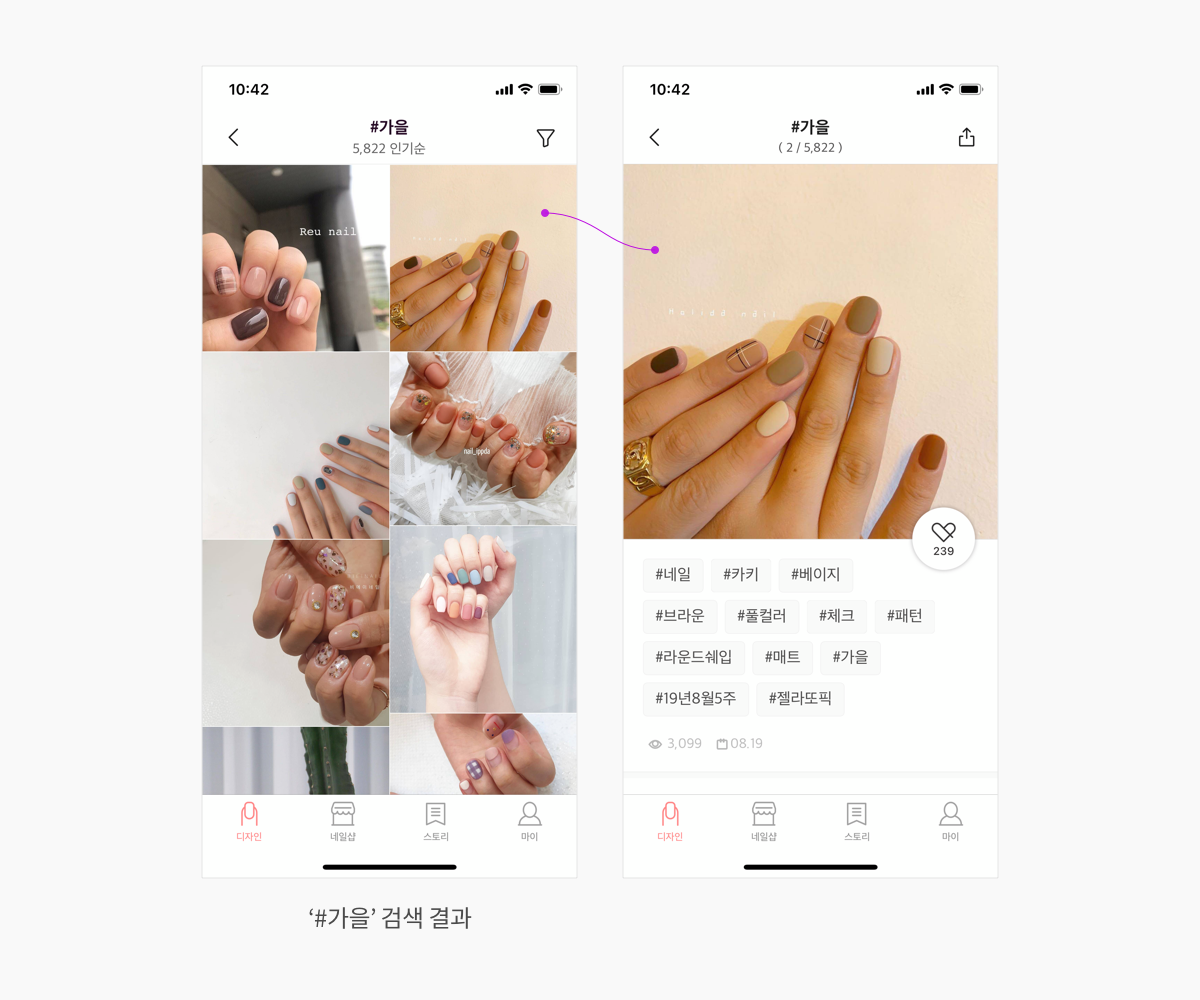 10:42
#가을
5,822 인기순
Reu nail
nail_ippda
디자인
네일샵
스토리
마이
10:42
#가을
( 2 / 5,822 )
239
#네일
#카키
#베이지
#브라운
#풀컬러
#체크
#패턴
#라운드쉐입
#매트
#가을
#19년8월5주
#젤라또픽
3,099
08.19
디자인
네일샵
스토리
마이
‘#가을’ 검색 결과